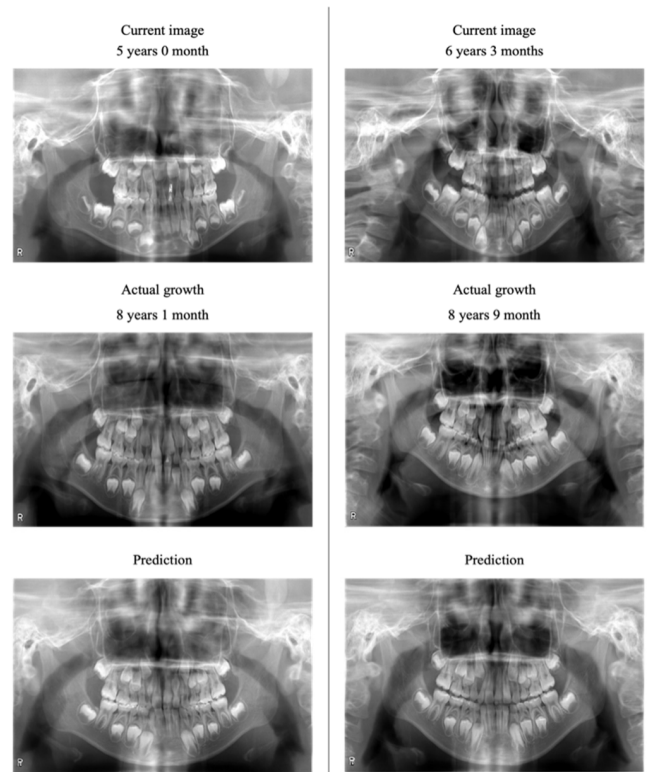 Current image
5 years 0 month
R
Actual growth
8 years 1 month
R
Prediction
R
Current image
6 years 3 months
R
Actual growth
8 years 9 month
R
Prediction
R